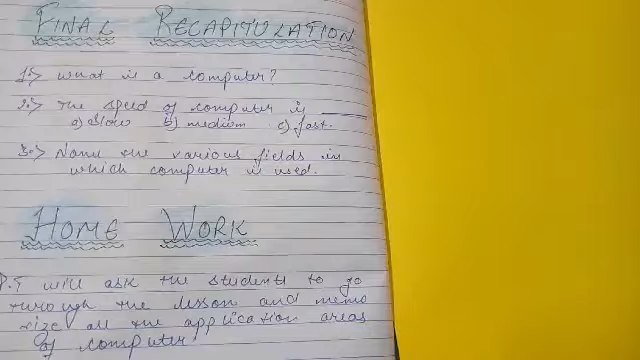 FINAL RECAPITULATION
1.> What is a computer?
2.> The speed of computer is ______
a) slow b) medium c) fast.
3.> Name the various fields in
which computer is used.
HOME WORK
P.T will ask the students to go
through the lesson and memo
rize all the application areas
of computer